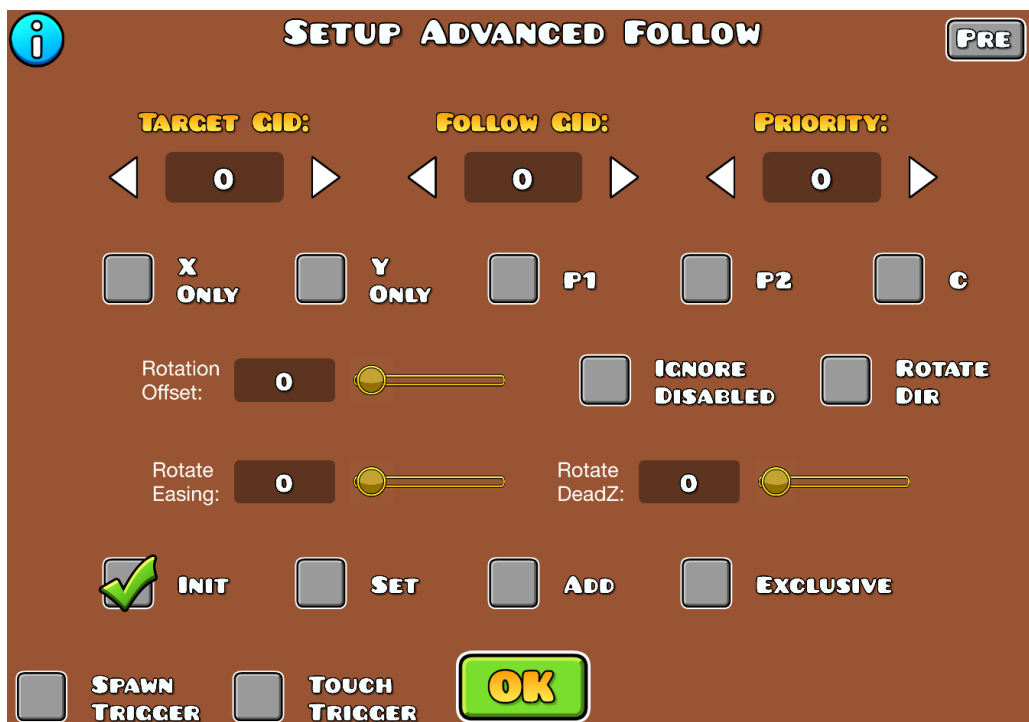 i
SETUP ADVANCED FOLLOW
PRE
TARGET GID: FOLLOW GID: PRIORITY:
0 0 0
X
ONLY
Y
ONLY
P1
P2
C
Rotation
Offset:
0
IGNORE
DISABLED
ROTATE
DIR
Rotate
Easing:
0
Rotate
DeadZ:
0
INIT SET ADD EXCLUSIVE
SPAWN
TRIGGER
TOUCH
TRIGGER
OK